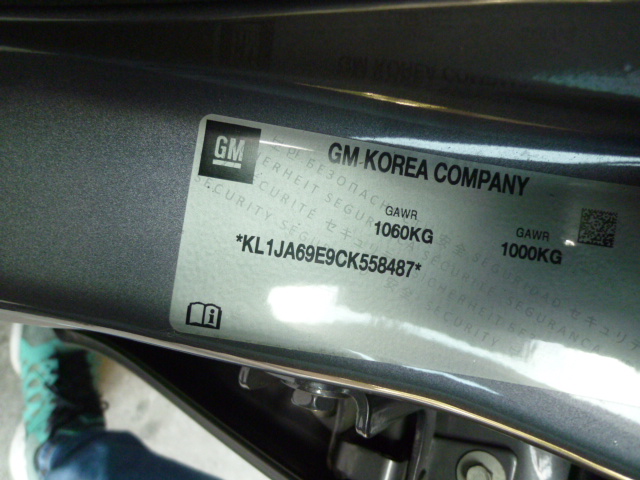 GM
GM KOREA COMPANY
GAWR
1060KG
GAWR
1000KG
*KL1JA69E9CK558487*